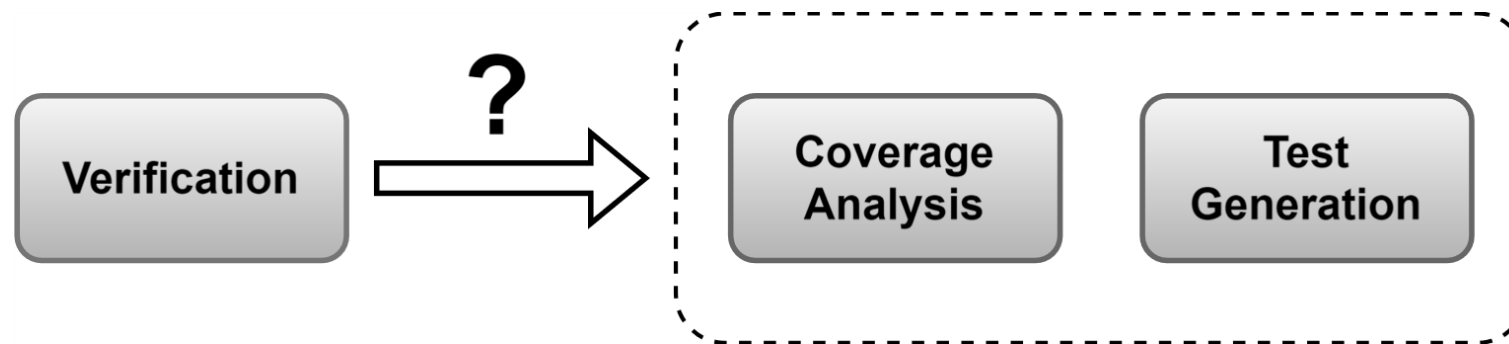 ?
Verification
Coverage
Analysis
Test
Generation